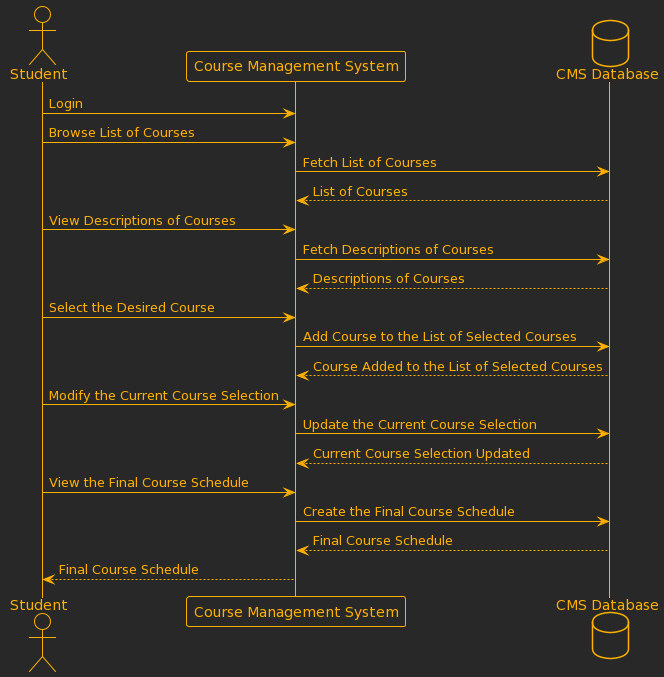 Student
Course Management System
CMS Database
Login
Browse List of Courses
Fetch List of Courses
List of Courses
View Descriptions of Courses
Fetch Descriptions of Courses
Descriptions of Courses
Select the Desired Course
Add Course to the List of Selected Courses
Course Added to the List of Selected Courses
Modify the Current Course Selection
Update the Current Course Selection
Current Course Selection Updated
View the Final Course Schedule
Create the Final Course Schedule
Final Course Schedule
Final Course Schedule
Student
Course Management System
CMS Database